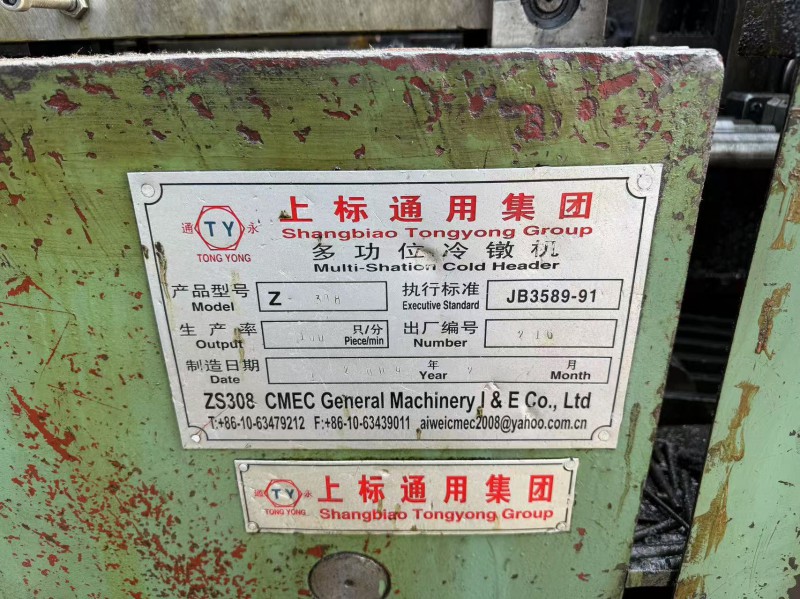 上标通用集团
通 TY 永
TONG YONG
Shangbiao Tongyong Group
多功位冷镦机
Multi-Shation Cold Header
产品型号 Z 执行标准 JB3589-91
Model Executive Standard
生产率 只/分 出厂编号
Output Piece/min Number
制造日期 年 月
Date Year Month
ZS308 CMEC General Machinery I & E Co., Ltd
T:+86-10-63479212 F:+86-10-63439011 aiweicmec2008@yahoo.com.cn
通 TY 永 上标通用集团
TONG YONG Shangbiao Tongyong Group